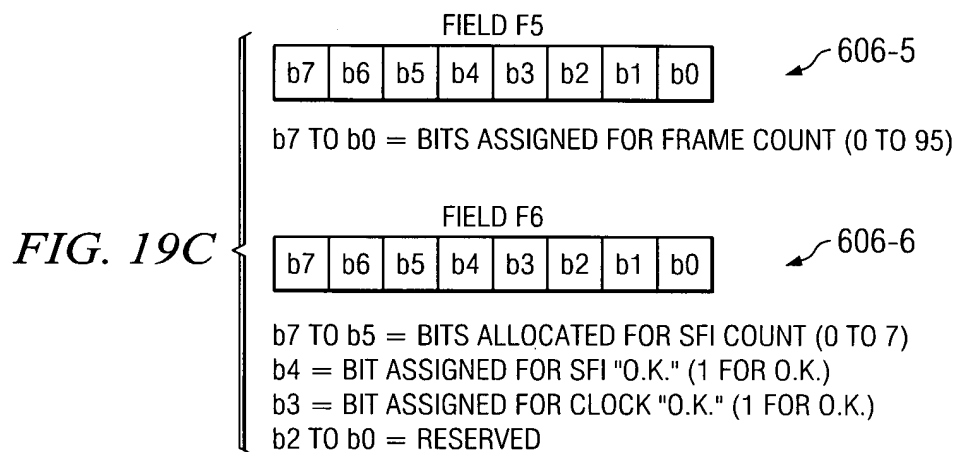 FIELD F5
b7 b6 b5 b4 b3 b2 b1 b0
606-5
b7 TO b0 = BITS ASSIGNED FOR FRAME COUNT (0 TO 95)
FIG. 19C
FIELD F6
b7 b6 b5 b4 b3 b2 b1 b0
606-6
b7 TO b5 = BITS ALLOCATED FOR SFI COUNT (0 TO 7)
b4 = BIT ASSIGNED FOR SFI "O.K." (1 FOR O.K.)
b3 = BIT ASSIGNED FOR CLOCK "O.K." (1 FOR O.K.)
b2 TO b0 = RESERVED